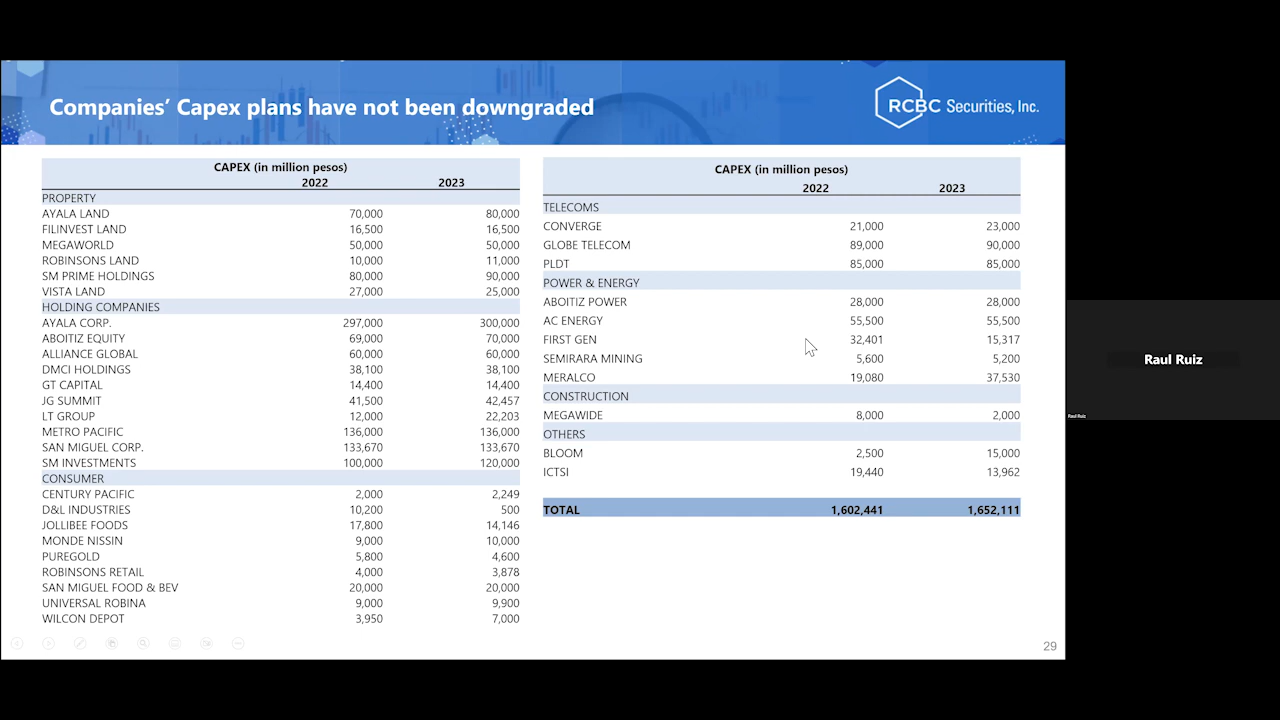 Companies’ Capex plans have not been downgraded
RCBC Securities, Inc.
CAPEX (in million pesos)
2022 2023
PROPERTY
AYALA LAND 70,000 80,000
FILINVEST LAND 16,500 16,500
MEGAWORLD 50,000 50,000
ROBINSONS LAND 10,000 11,000
SM PRIME HOLDINGS 80,000 90,000
VISTA LAND 27,000 25,000
HOLDING COMPANIES
AYALA CORP. 297,000 300,000
ABOITIZ EQUITY 69,000 70,000
ALLIANCE GLOBAL 60,000 60,000
DMCI HOLDINGS 38,100 38,100
GT CAPITAL 14,400 14,400
JG SUMMIT 41,500 42,457
LT GROUP 12,000 22,203
METRO PACIFIC 136,000 136,000
SAN MIGUEL CORP. 133,670 133,670
SM INVESTMENTS 100,000 120,000
CONSUMER
CENTURY PACIFIC 2,000 2,249
D&L INDUSTRIES 10,200 500
JOLLIBEE FOODS 17,800 14,146
MONDE NISSIN 9,000 10,000
PUREGOLD 5,800 4,600
ROBINSONS RETAIL 4,000 3,878
SAN MIGUEL FOOD & BEV 20,000 20,000
UNIVERSAL ROBINA 9,000 9,900
WILCON DEPOT 3,950 7,000
CAPEX (in million pesos)
2022 2023
TELECOMS
CONVERGE 21,000 23,000
GLOBE TELECOM 89,000 90,000
PLDT 85,000 85,000
POWER & ENERGY
ABOITIZ POWER 28,000 28,000
AC ENERGY 55,500 55,500
FIRST GEN 32,401 15,317
SEMIRARA MINING 5,600 5,200
MERALCO 19,080 37,530
CONSTRUCTION
MEGAWIDE 8,000 2,000
OTHERS
BLOOM 2,500 15,000
ICTSI 19,440 13,962
TOTAL 1,602,441 1,652,111
29
Raul Ruiz
Raul Ruiz